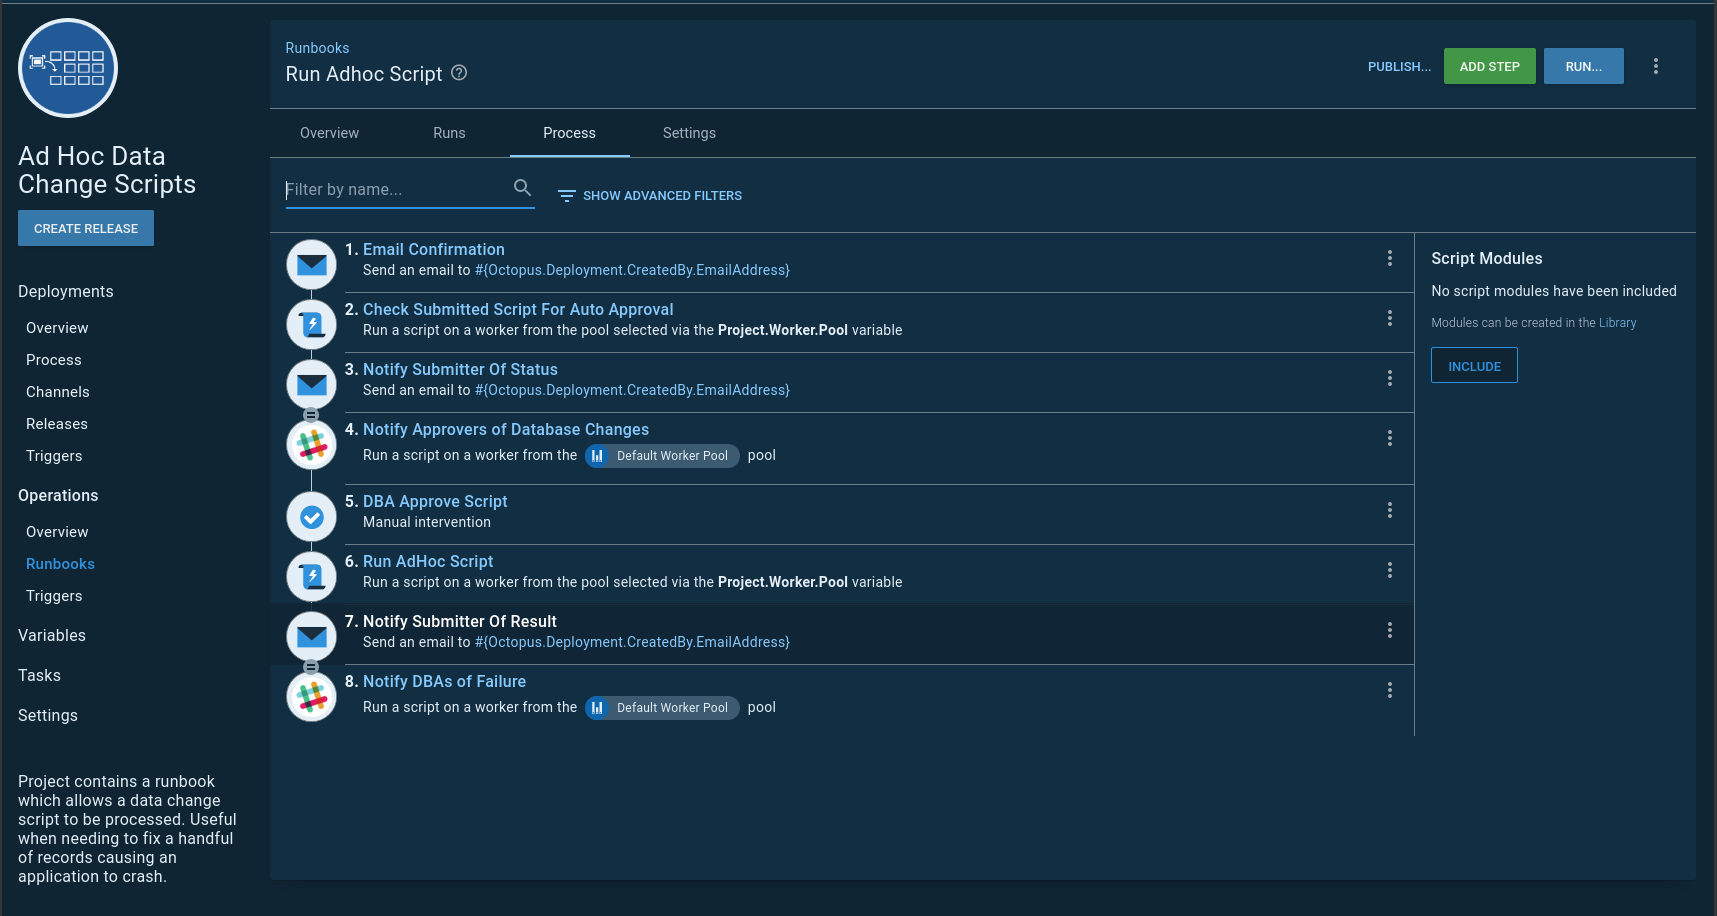 Ad Hoc Data
Change Scripts
CREATE RELEASE
Deployments
Overview
Process
Channels
Releases
Triggers
Operations
Overview
Runbooks
Triggers
Variables
Tasks
Settings
Project contains a runbook
which allows a data change
script to be processed. Useful
when needing to fix a handful
of records causing an
application to crash.
Runbooks
Run Adhoc Script
PUBLISH...
ADD STEP
RUN...
Overview
Runs
Process
Settings
Filter by name...
SHOW ADVANCED FILTERS
1. Email Confirmation
Send an email to #{Octopus.Deployment.CreatedBy.EmailAddress}
2. Check Submitted Script For Auto Approval
Run a script on a worker from the pool selected via the Project.Worker.Pool variable
3. Notify Submitter Of Status
Send an email to #{Octopus.Deployment.CreatedBy.EmailAddress}
4. Notify Approvers of Database Changes
Run a script on a worker from the Default Worker Pool pool
5. DBA Approve Script
Manual intervention
6. Run AdHoc Script
Run a script on a worker from the pool selected via the Project.Worker.Pool variable
7. Notify Submitter Of Result
Send an email to #{Octopus.Deployment.CreatedBy.EmailAddress}
8. Notify DBAs of Failure
Run a script on a worker from the Default Worker Pool pool
Script Modules
No script modules have been included
Modules can be created in the Library
INCLUDE